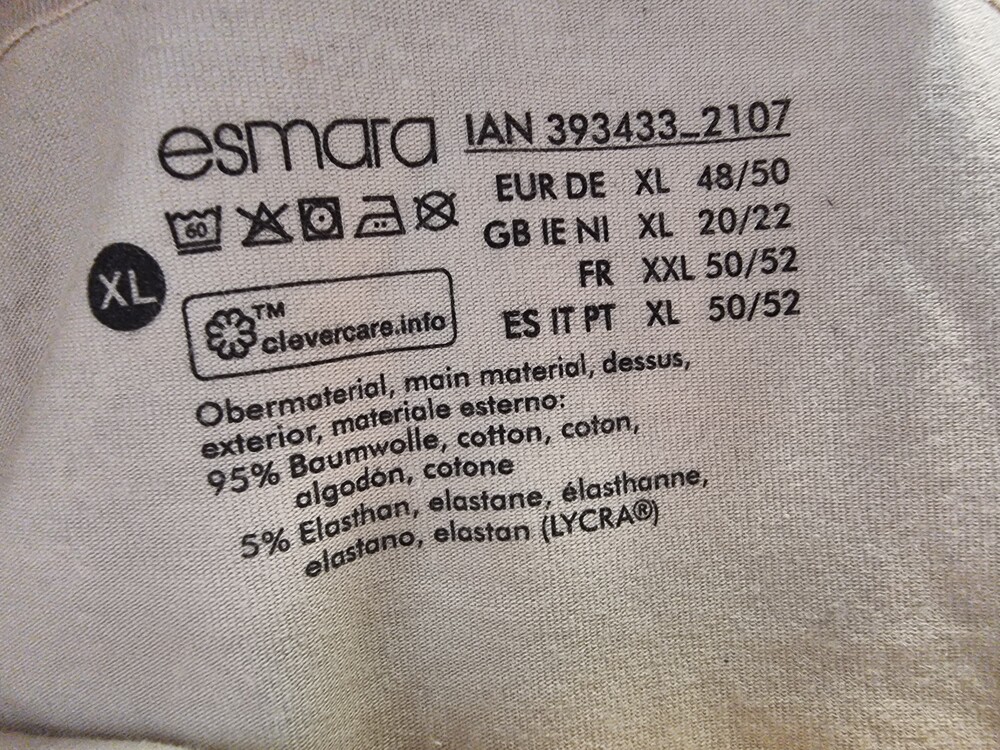 esmara IAN 393433_2107
60
EUR DE XL 48/50
GB IE NI XL 20/22
FR XXL 50/52
ES IT PT XL 50/52
XL
TM
clevercare.info
Obermaterial, main material, dessus,
exterior, materiale esterno:
95% Baumwolle, cotton, coton,
algodón, cotone
5% Elasthan, elastane, élasthanne,
elastano, elastan (LYCRA®)